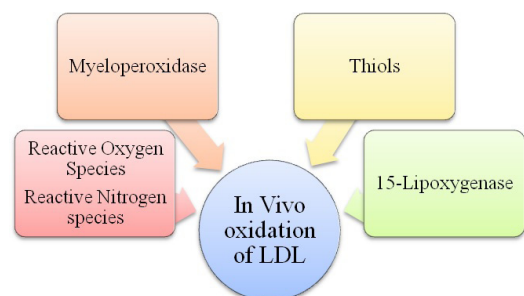 Myeloperoxidase
Thiols
Reactive Oxygen
Species
Reactive Nitrogen
species
15-Lipoxygenase
In Vivo
oxidation
of LDL